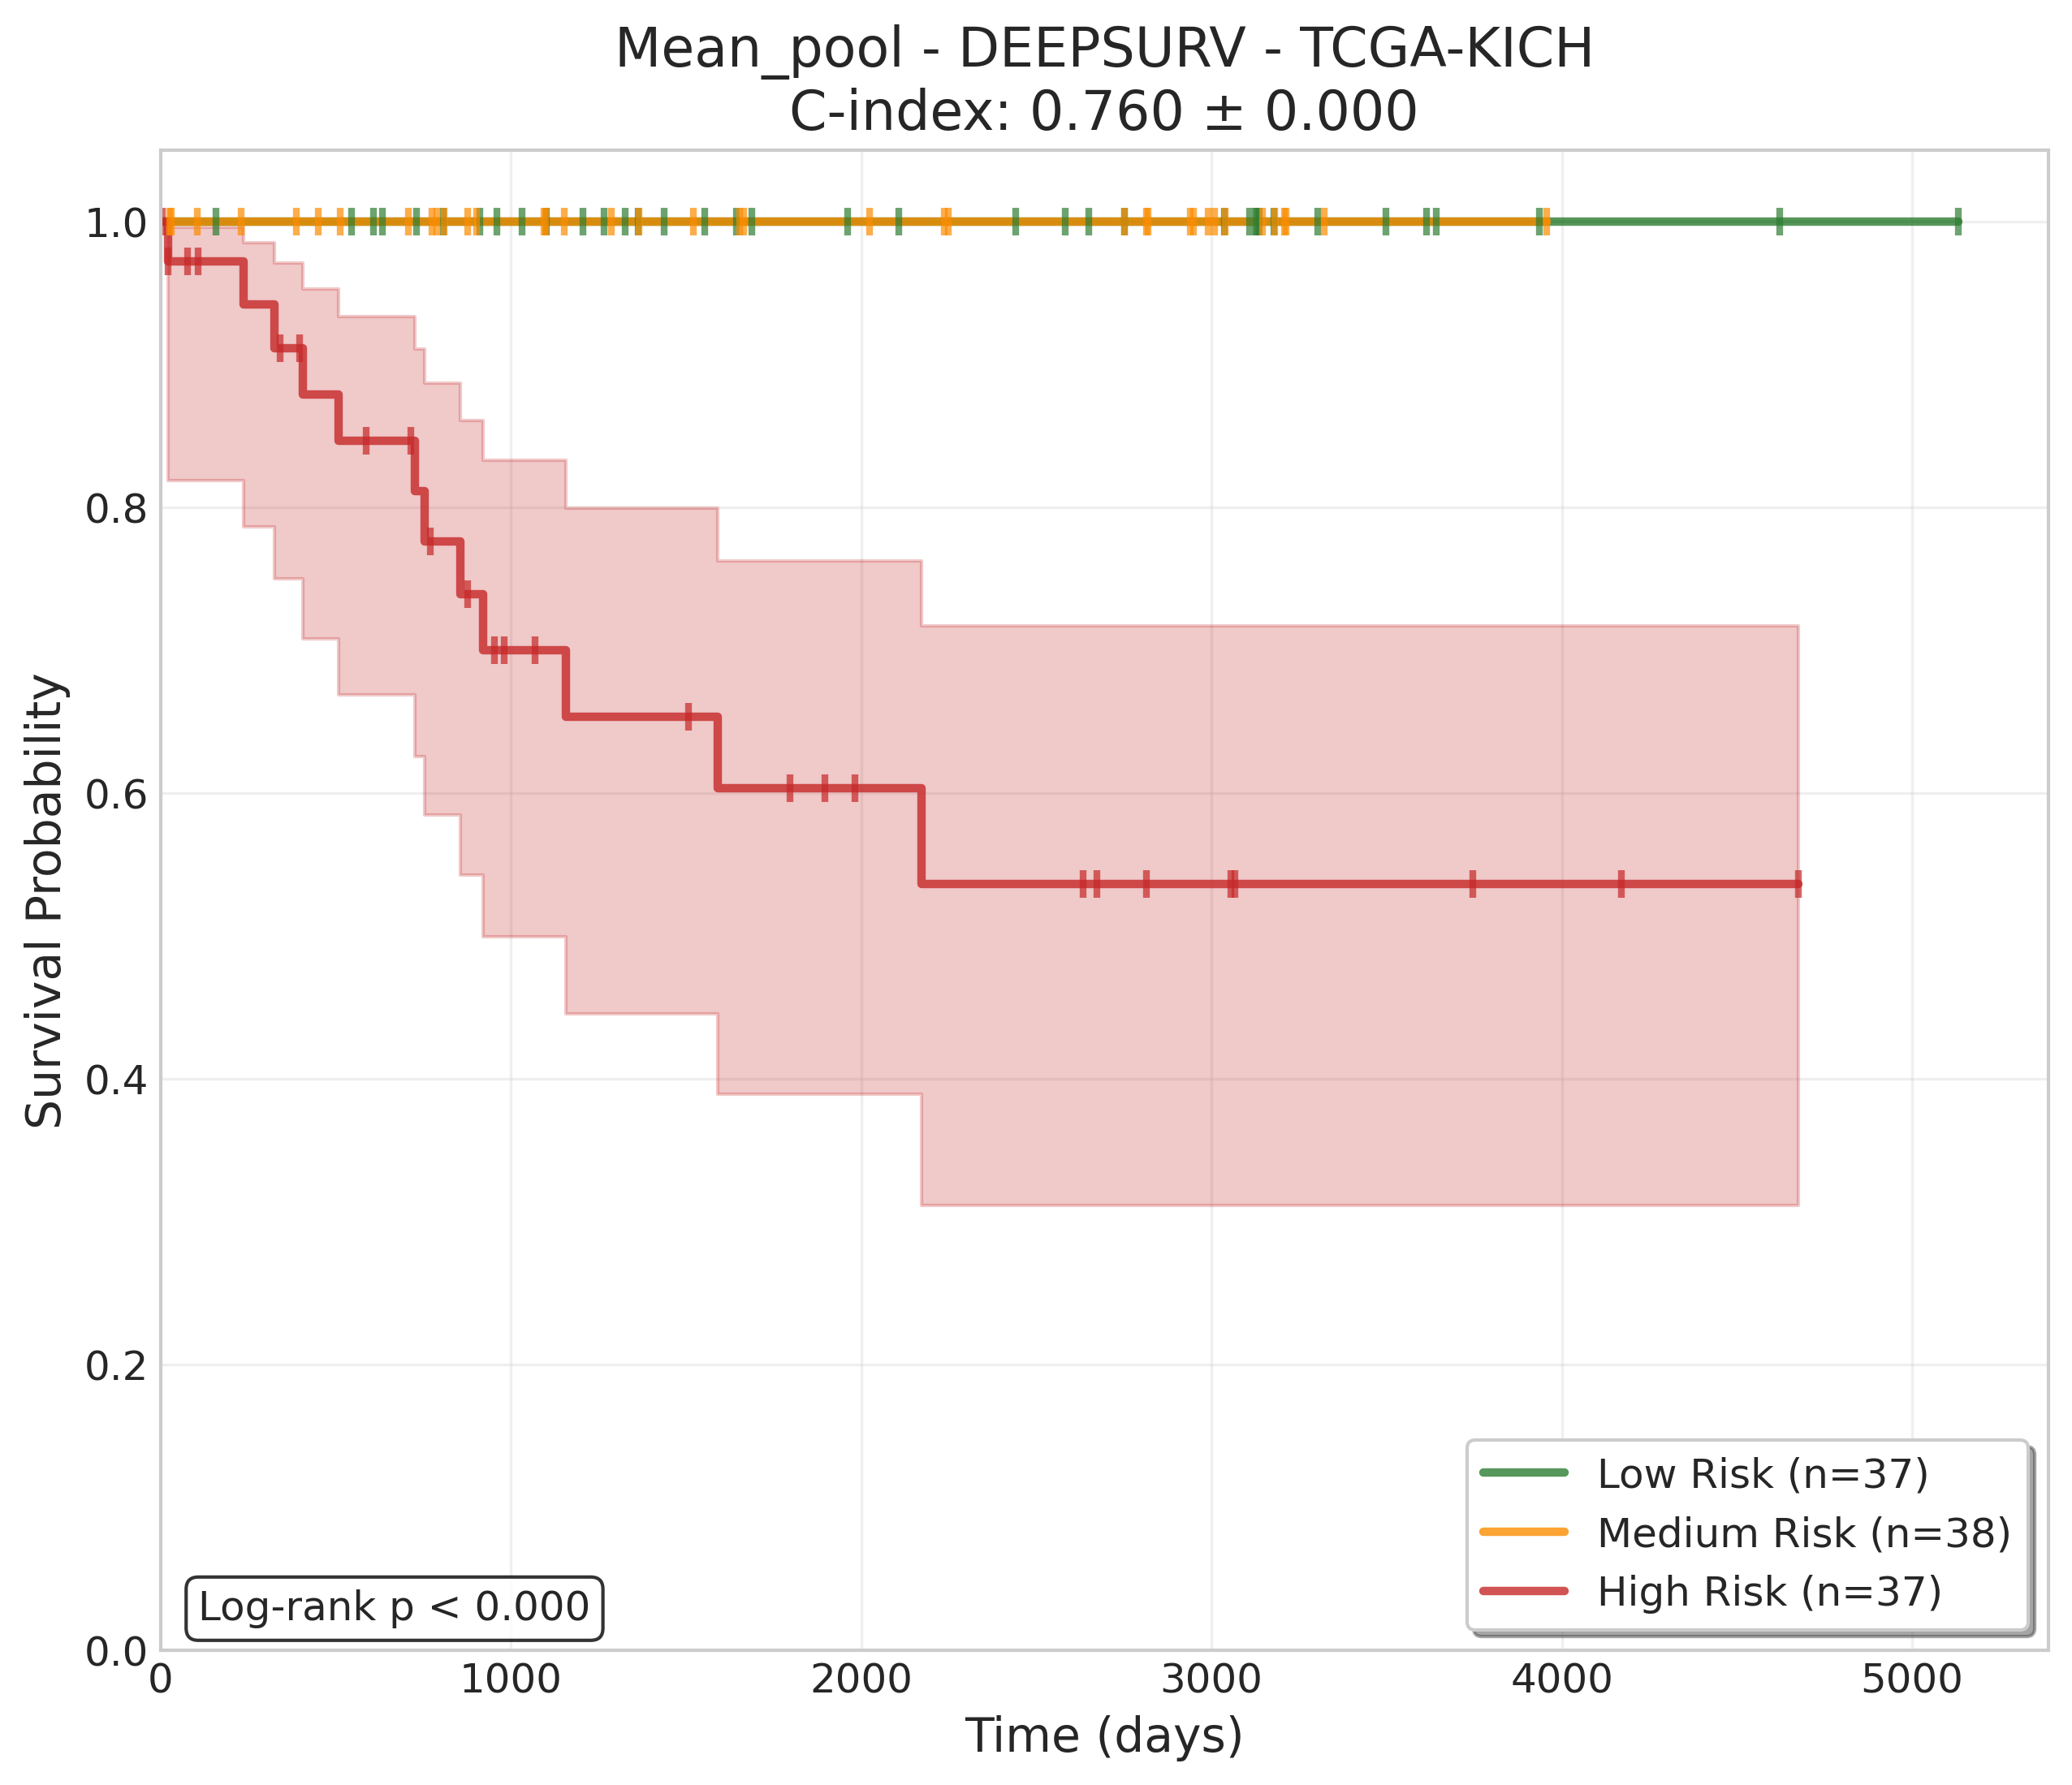 Mean_pool - DEEPSURV - TCGA-KICH
C-index: 0.760 ± 0.000
Survival Probability
1.0
0.8
0.6
0.4
0.2
0.0
Log-rank p < 0.000
Low Risk (n=37)
Medium Risk (n=38)
High Risk (n=37)
0 1000 2000 3000 4000 5000
Time (days)